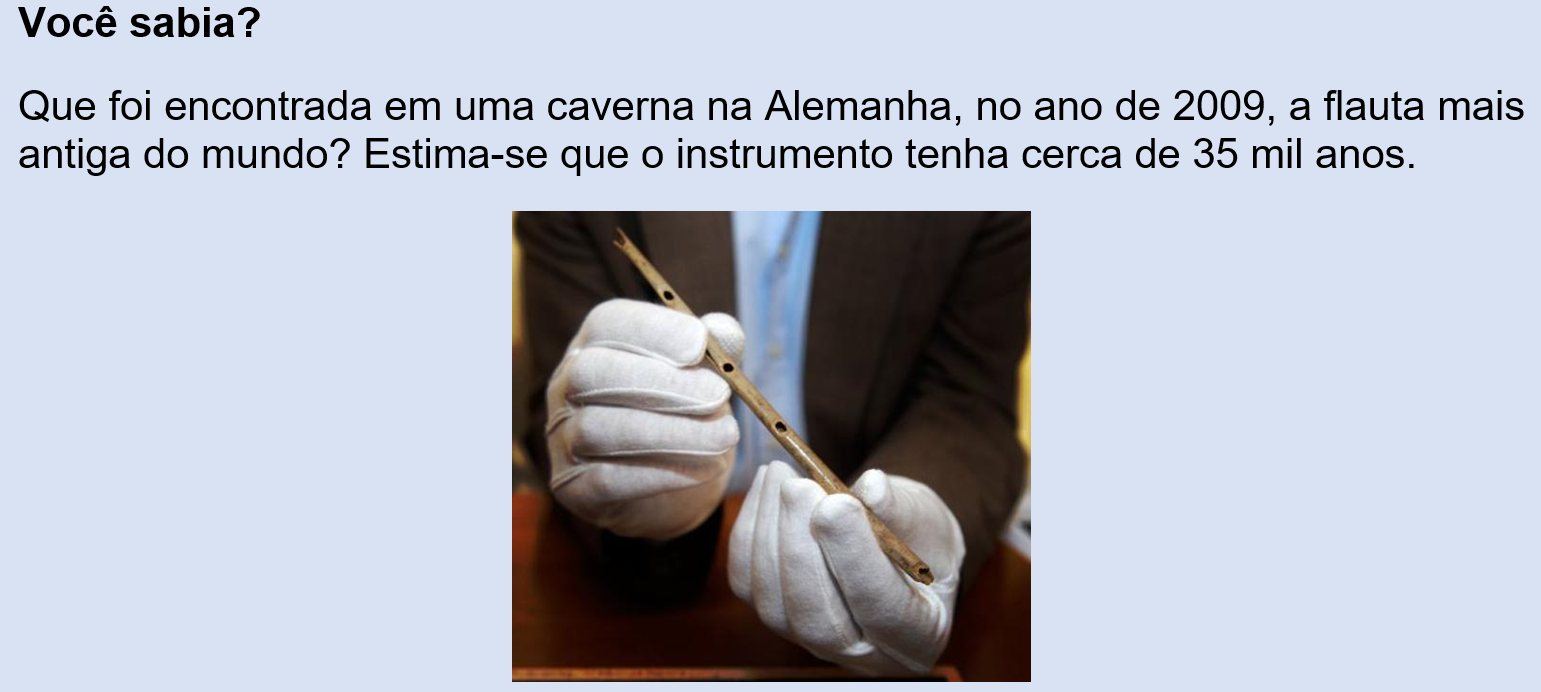 Você sabia?
Que foi encontrada em uma caverna na Alemanha, no ano de 2009, a flauta mais
antiga do mundo? Estima-se que o instrumento tenha cerca de 35 mil anos.